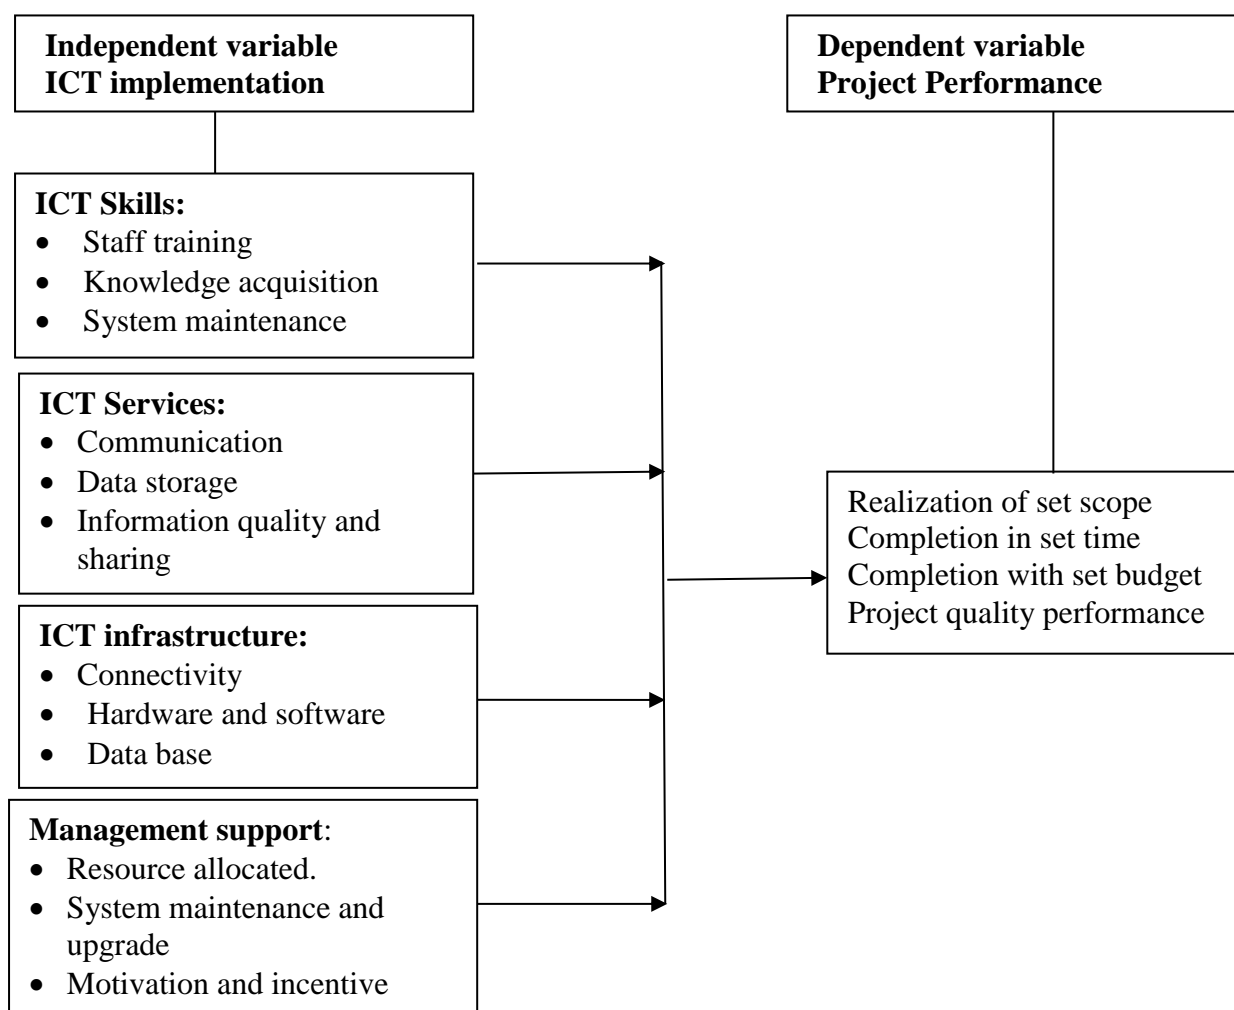 Independent variable
ICT implementation
Dependent variable
Project Performance
ICT Skills:
• Staff training
• Knowledge acquisition
• System maintenance
ICT Services:
• Communication
• Data storage
• Information quality and
sharing
ICT infrastructure:
• Connectivity
• Hardware and software
• Data base
Management support:
• Resource allocated.
• System maintenance and
upgrade
• Motivation and incentive
Realization of set scope
Completion in set time
Completion with set budget
Project quality performance